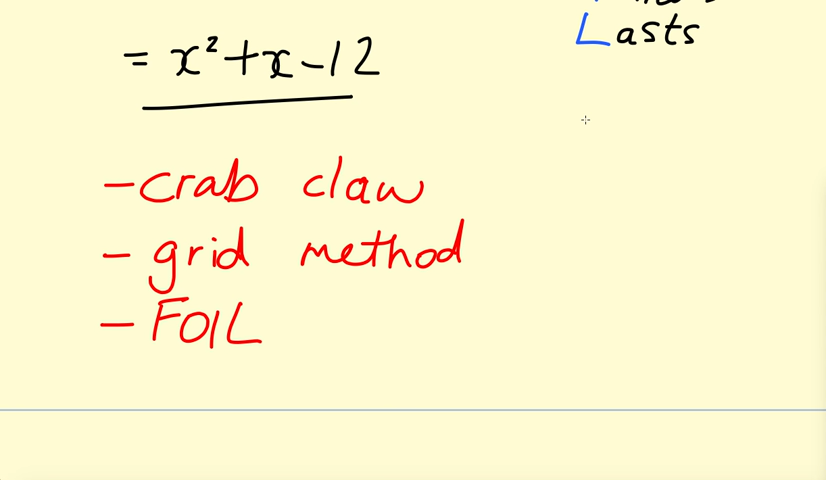 = x² + x - 12
Lasts
- crab claw
- grid method
- FOIL